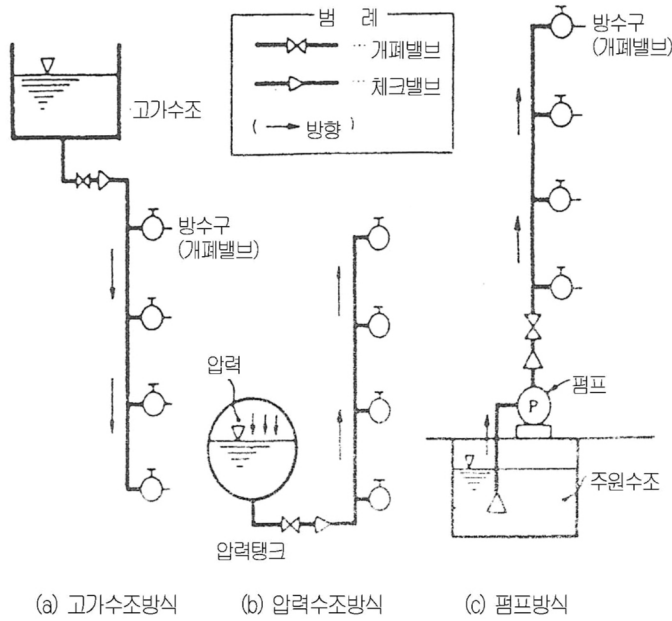 범 례
… 개폐밸브
… 체크밸브
( → 방향 )
고가수조
방수구
(개폐밸브)
압력
압력탱크
방수구
(개폐밸브)
펌프
P
주원수조
(a) 고가수조방식
(b) 압력수조방식
(c) 펌프방식